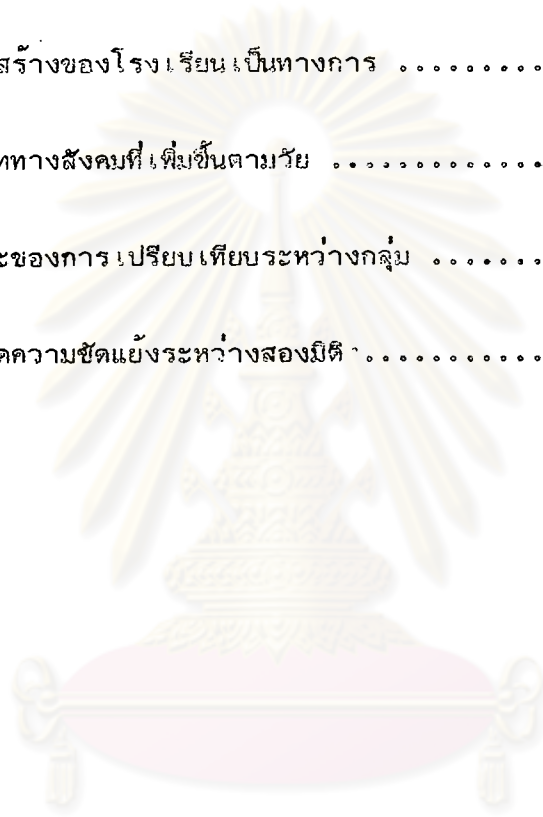 สร้างของโรงเรียนเป็นทางการ ..........
ททางสังคมที่เพิ่มขึ้นตามวัย ..............
ะของการเปรียบเทียบระหว่างกลุ่ม .......
ดความขัดแย้งระหว่างสองมิติ ............